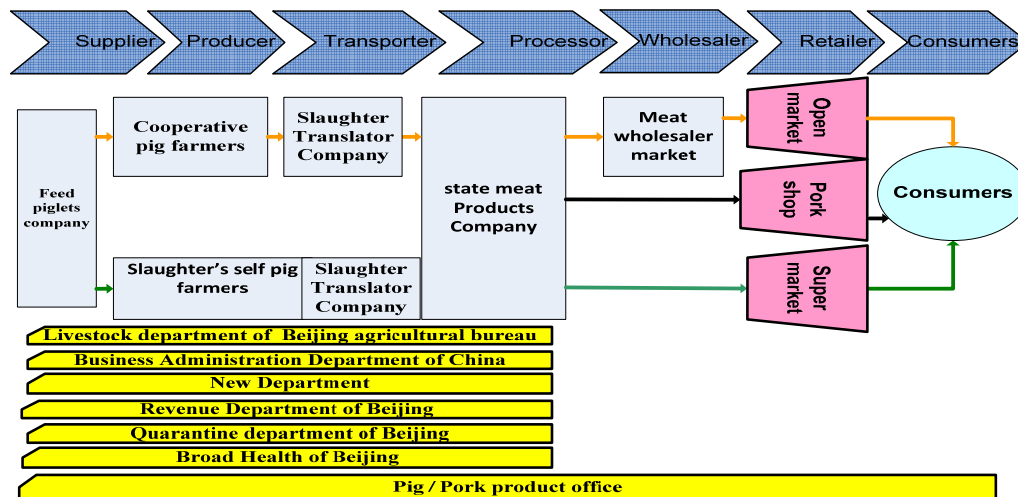 Supplier
Producer
Transporter
Processor
Wholesaler
Retailer
Consumers
Feed
piglets
company
Cooperative
pig farmers
Slaughter
Translator
Company
state meat
Products
Company
Meat
wholesaler
market
Open
market
Pork
shop
Super
market
Consumers
Slaughter's self pig
farmers
Slaughter
Translator
Company
Livestock department of Beijing agricultural bureau
Business Administration Department of China
New Department
Revenue Department of Beijing
Quarantine department of Beijing
Broad Health of Beijing
Pig / Pork product office